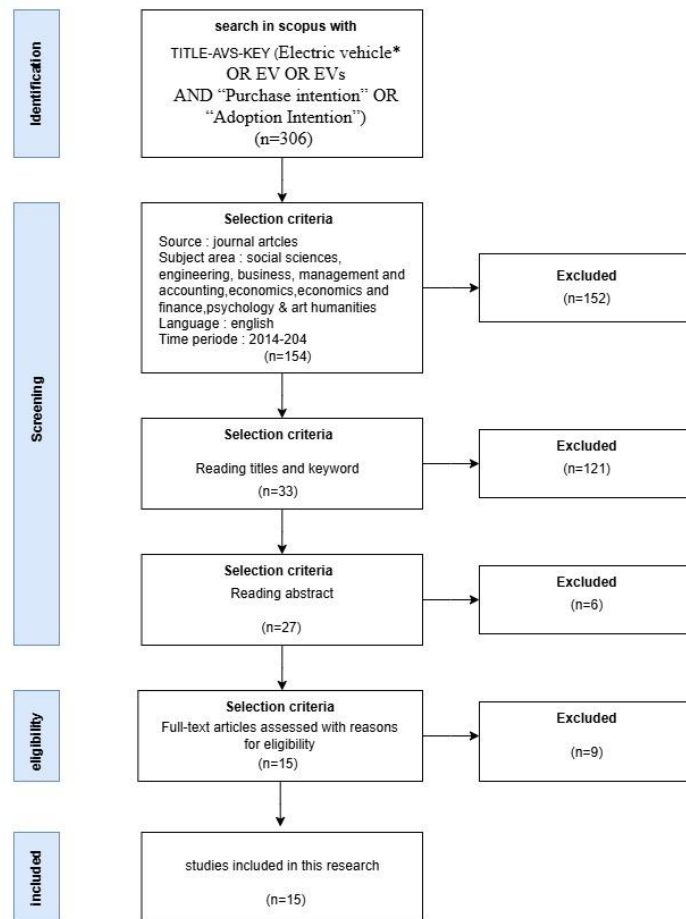 Identification
search in scopus with
TITLE-AVS-KEY (Electric vehicle*
OR EV OR EVs
AND “Purchase intention” OR
“Adoption Intention”)
(n=306)
Screening
Selection criteria
Source : journal artcles
Subject area : social sciences,
engineering, business, management and
accounting,economics,economics and
finance,psychology & art humanities
Language : english
Time periode : 2014-204
(n=154)
Excluded
(n=152)
Selection criteria
Reading titles and keyword
(n=33)
Excluded
(n=121)
Selection criteria
Reading abstract
(n=27)
Excluded
(n=6)
eligibility
Selection criteria
Full-text articles assessed with reasons
for eligibility
(n=15)
Excluded
(n=9)
included
studies included in this research
(n=15)